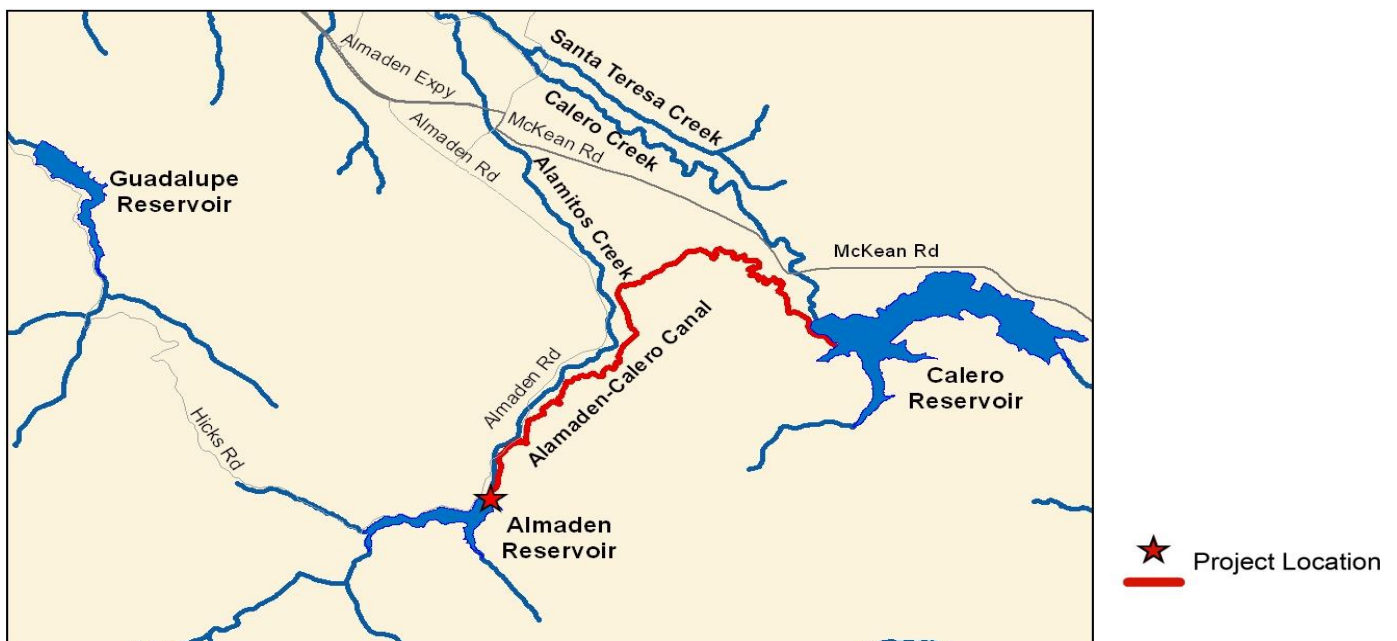 Santa Teresa Creek
Almaden Expy
Calero Creek
Almaden Rd
McKean Rd
Guadalupe
Reservoir
Alamitos Creek
McKean Rd
Alamaden-Calero Canal
Almaden Rd
Calero
Reservoir
Hicks Rd
Almaden
Reservoir
Project Location